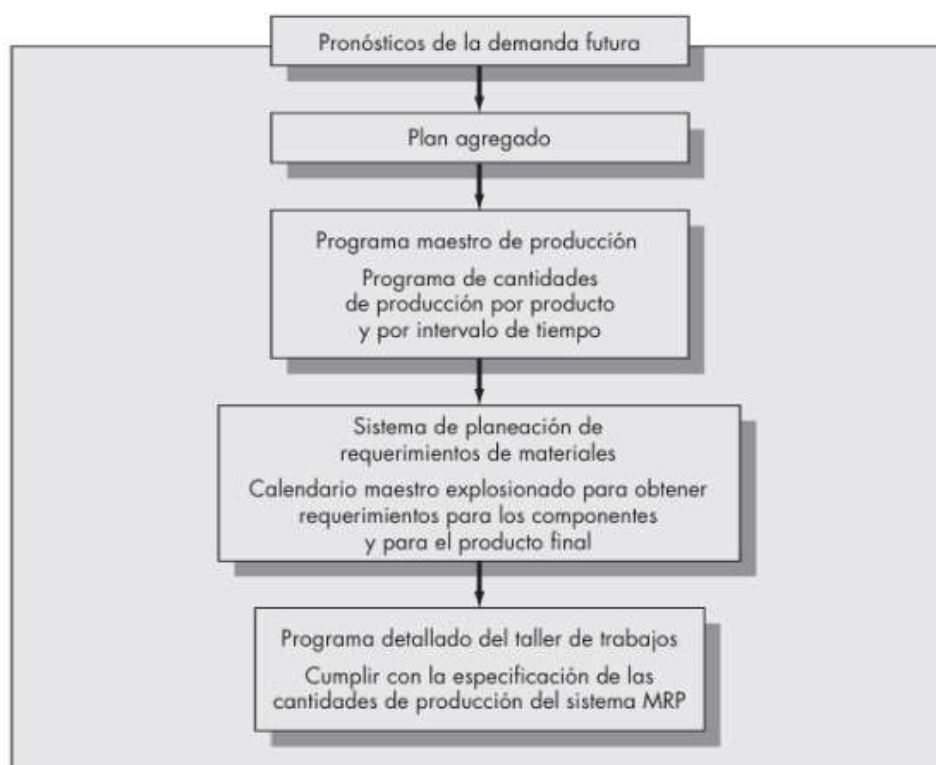 Pronósticos de la demanda futura
Plan agregado
Programa maestro de producción
Programa de cantidades
de producción por producto
y por intervalo de tiempo
Sistema de planeación de
requerimientos de materiales
Calendario maestro explosionado para obtener
requerimientos para los componentes
y para el producto final
Programa detallado del taller de trabajos
Cumplir con la especificación de las
cantidades de producción del sistema MRP